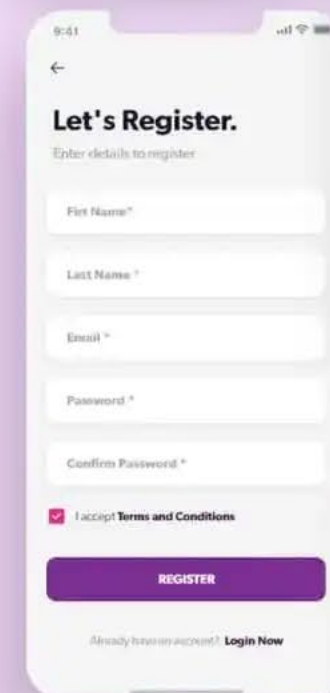 9:41
Let's Register.
Enter details to register
Firt Name*
Last Name *
Email *
Password *
Confirm Password *
I accept Terms and Conditions
REGISTER
Already have an account? Login Now